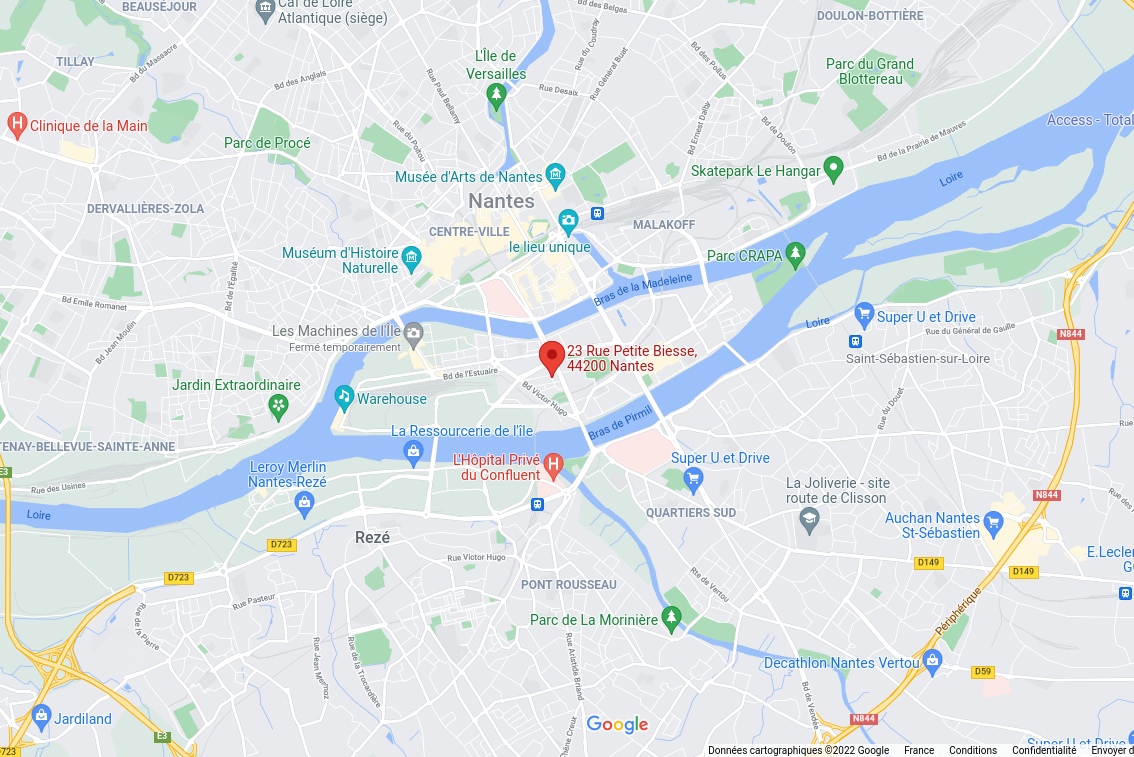 BEAUSÉJOUR
Caf de Loire
Atlantique (siège)
Bd des Belges
DOULON-BOTTIÈRE
TILLAY
Bd du Massacre
L'Île de
Versailles
Rue du Coudray
Rue Général Buat
Bd des Poilus
Parc du Grand
Blottereau
Bd des Anglais
Rue Paul Bellamy
Rue Desaix
Clinique de la Main
Parc de Procé
Rue du Poitou
Bd Ernest Dalby
Bd de Doulon
Bd de la Prairie de Mauves
Access - Total
Musée d'Arts de Nantes
Skatepark Le Hangar
Loire
Nantes
DERVALLIÈRES-ZOLA
CENTRE-VILLE
MALAKOFF
le lieu unique
Muséum d'Histoire
Naturelle
Parc CRAPA
Bd de l'Égalité
Bras de la Madeleine
Bd Emile Romanet
Bd Jean Moulin
Les Machines de l'Île
Fermé temporairement
Loire
Super U et Drive
Rue du Général de Gaulle
N844
23 Rue Petite Biesse,
44200 Nantes
Saint-Sébastien-sur-Loire
Bd de l'Estuaire
Jardin Extraordinaire
Warehouse
Bd Victor Hugo
Rue du Douet
Bras de Pirmil
La Ressourcerie de l'île
TENAY-BELLEVUE-SAINTE-ANNE
E3
Rue des Usines
Leroy Merlin
Nantes-Rezé
L'Hôpital Privé
du Confluent
Super U et Drive
La Joliverie - site
route de Clisson
N844
Rue des
Loire
QUARTIERS SUD
Auchan Nantes
St-Sébastien
Rezé
D723
D723
Rue Victor Hugo
E.Lecler
D149
D149
PONT ROUSSEAU
Rte de Vertou
Rue Pasteur
Rue de la Pierre
Périphérique
Parc de La Morinière
Rue Jean Mermoz
Rue de la Trocardière
Rue Aristide Briand
Decathlon Nantes Vertou
D59
Bd de Vendée
Jardiland
N844
Google
Chêne Creux
E3
D723
Super U et Drive
Données cartographiques ©2022 Google
France
Conditions
Confidentialité
Envoyer d